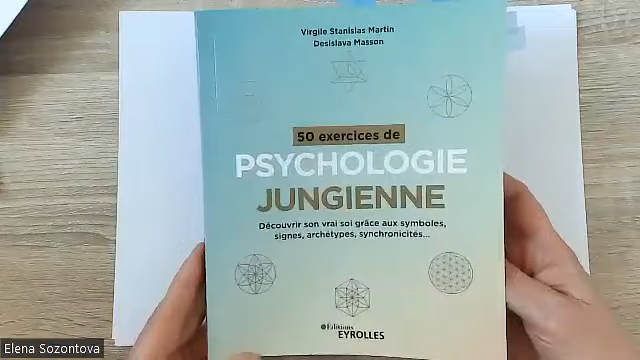 Virgile Stanislas Martin
Desislava Masson
50 exercices de
PSYCHOLOGIE
JUNGIENNE
Découvrir son vrai soi grâce aux symboles,
signes, archétypes, synchronicités...
Éditions
EYROLLES
Elena Sozontova